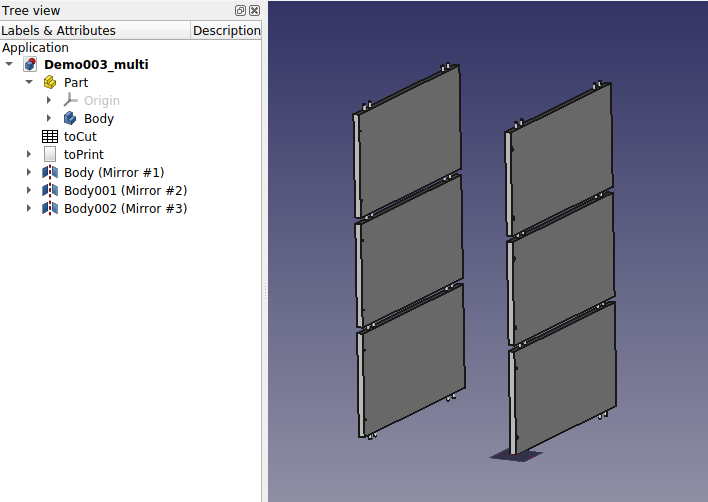 Tree view
Labels & Attributes Description
Application
Demo003_multi
Part
Origin
Body
toCut
toPrint
Body (Mirror #1)
Body001 (Mirror #2)
Body002 (Mirror #3)